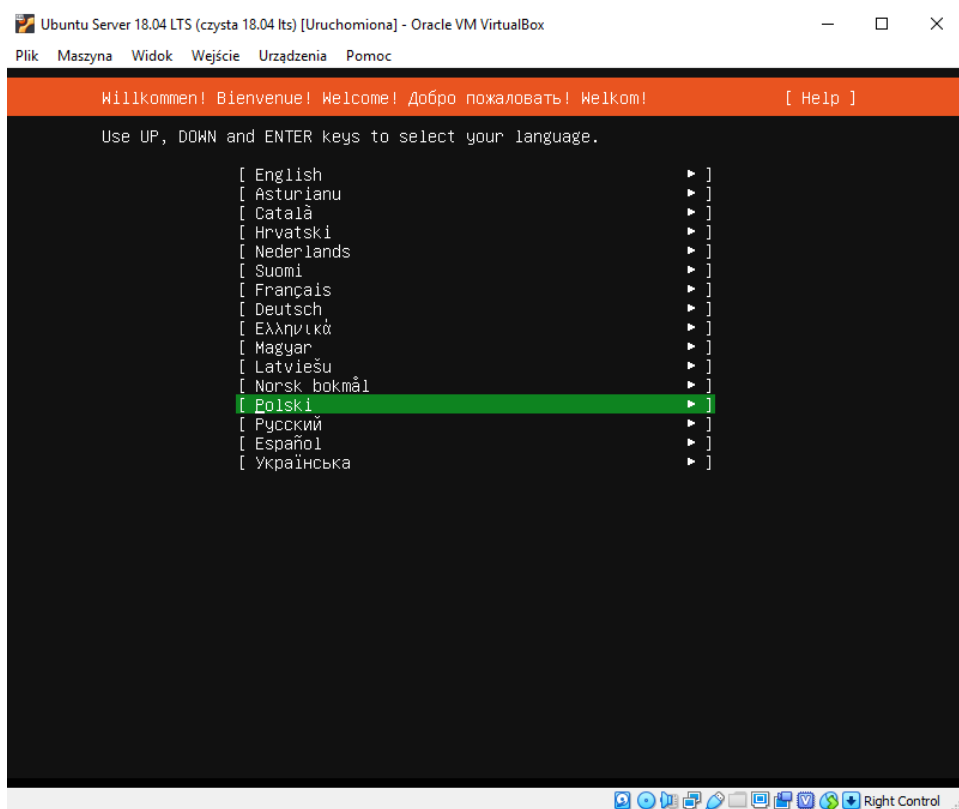 Ubuntu Server 18.04 LTS (czysta 18.04 lts) [Uruchomiona] - Oracle VM VirtualBox
Plik Maszyna Widok Wejście Urządzenia Pomoc
Willkommen! Bienvenue! Welcome! Добро пожаловать! Welkom! [ Help ]
Use UP, DOWN and ENTER keys to select your language.
[ English ► ]
[ Asturianu ► ]
[ Català ► ]
[ Hrvatski ► ]
[ Nederlands ► ]
[ Suomi ► ]
[ Français ► ]
[ Deutsch ► ]
[ Ελληνικά ► ]
[ Magyar ► ]
[ Latviešu ► ]
[ Norsk bokmål ► ]
[ Polski ► ]
[ Русский ► ]
[ Español ► ]
[ Українська ► ]
Right Control